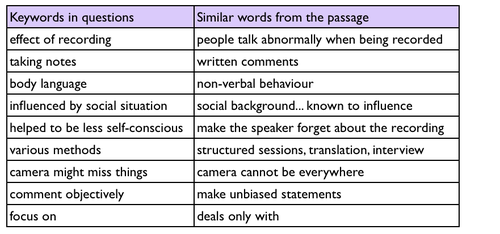 Keywords in questions Similar words from the passage
effect of recording people talk abnormally when being recorded
taking notes written comments
body language non-verbal behaviour
influenced by social situation social background... known to influence
helped to be less self-conscious make the speaker forget about the recording
various methods structured sessions, translation, interview
camera might miss things camera cannot be everywhere
comment objectively make unbiased statements
focus on deals only with